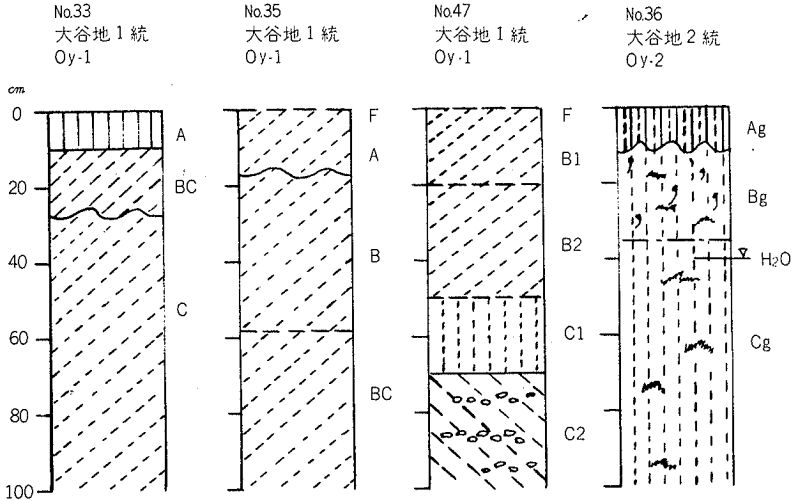 No.33
大谷地1統
Oy-1
No.35
大谷地1統
Oy-1
No.47
大谷地1統
Oy-1
No.36
大谷地2統
Oy-2
cm
0
20
40
60
80
100
A
BC
C
F
A
B
BC
F
B1
B2
C1
C2
Ag
Bg
H₂O
Cg